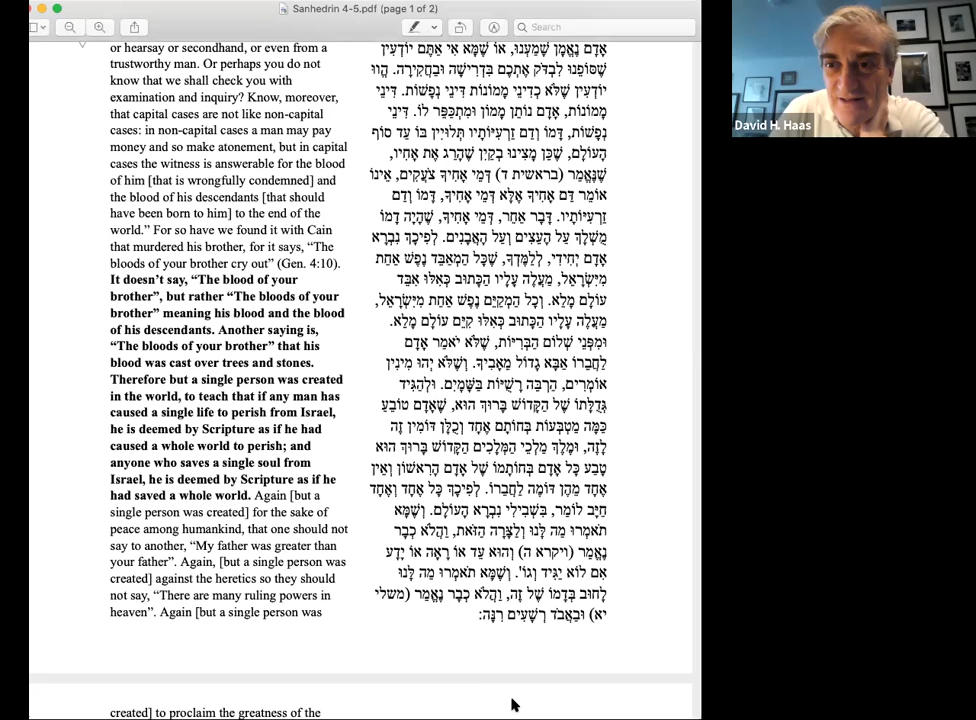 Sanhedrin 4-5.pdf (page 1 of 2)
Search
or hearsay or secondhand, or even from a
trustworthy man. Or perhaps you do not
know that we shall check you with
examination and inquiry? Know, moreover,
that capital cases are not like non-capital
cases: in non-capital cases a man may pay
money and so make atonement, but in capital
cases the witness is answerable for the blood
of him [that is wrongfully condemned] and
the blood of his descendants [that should
have been born to him] to the end of the
world.” For so have we found it with Cain
that murdered his brother, for it says, “The
bloods of your brother cry out” (Gen. 4:10).
It doesn’t say, “The blood of your
brother”, but rather “The bloods of your
brother” meaning his blood and the blood
of his descendants. Another saying is,
“The bloods of your brother” that his
blood was cast over trees and stones.
Therefore but a single person was created
in the world, to teach that if any man has
caused a single life to perish from Israel,
he is deemed by Scripture as if he had
caused a whole world to perish; and
anyone who saves a single soul from
Israel, he is deemed by Scripture as if he
had saved a whole world. Again [but a
single person was created] for the sake of
peace among humankind, that one should not
say to another, “My father was greater than
your father”. Again, [but a single person was
created] against the heretics so they should
not say, “There are many ruling powers in
heaven”. Again [but a single person was
אָדָם נֶאֱמָן שָׁמַעְנוּ, אוֹ שֶׁמָּא אִי אַתֶּם יוֹדְעִין
שֶׁסּוֹפֵנוּ לִבְדֹּק אֶתְכֶם בִּדְרִישָׁה וּבַחֲקִירָה. הֱווּ
יוֹדְעִין שֶׁלֹּא כְדִינֵי מָמוֹנוֹת דִּינֵי נְפָשׁוֹת. דִּינֵי
מָמוֹנוֹת, אָדָם נוֹתֵן מָמוֹן וּמִתְכַּפֵּר לוֹ. דִּינֵי
נְפָשׁוֹת, דָּמוֹ וְדַם זַרְעִיּוֹתָיו תְּלוּיִין בּוֹ עַד סוֹף
הָעוֹלָם, שֶׁכֵּן מָצִינוּ בְקַיִן שֶׁהָרַג אֶת אָחִיו,
שֶׁנֶּאֱמַר (בראשית ד) דְּמֵי אָחִיךָ צֹעֲקִים, אֵינוֹ
אוֹמֵר דַּם אָחִיךָ אֶלָּא דְּמֵי אָחִיךָ, דָּמוֹ וְדַם
זַרְעִיּוֹתָיו. דָּבָר אַחֵר, דְּמֵי אָחִיךָ, שֶׁהָיָה דָמוֹ
מֻשְׁלָךְ עַל הָעֵצִים וְעַל הָאֲבָנִים. לְפִיכָךְ נִבְרָא
אָדָם יְחִידִי, לְלַמֶּדְךָ, שֶׁכָּל הַמְאַבֵּד נֶפֶשׁ אַחַת
מִיִּשְׂרָאֵל, מַעֲלֶה עָלָיו הַכָּתוּב כְּאִלּוּ אִבֵּד
עוֹלָם מָלֵא. וְכָל הַמְקַיֵּם נֶפֶשׁ אַחַת מִיִּשְׂרָאֵל,
מַעֲלֶה עָלָיו הַכָּתוּב כְּאִלּוּ קִיֵּם עוֹלָם מָלֵא.
וּמִפְּנֵי שְׁלוֹם הַבְּרִיּוֹת, שֶׁלֹּא יֹאמַר אָדָם
לַחֲבֵרוֹ אַבָּא גָדוֹל מֵאָבִיךָ. וְשֶׁלֹּא יְהוּ מִינִין
אוֹמְרִים, הַרְבֵּה רָשֻׁיּוֹת בַּשָּׁמָיִם. וּלְהַגִּיד
גְּדֻלָּתוֹ שֶׁל הַקָּדוֹשׁ בָּרוּךְ הוּא, שֶׁאָדָם טוֹבֵעַ
כַּמָּה מַטְבְּעוֹת בְּחוֹתָם אֶחָד וְכֻלָּן דּוֹמִין זֶה
לָזֶה, וּמֶלֶךְ מַלְכֵי הַמְּלָכִים הַקָּדוֹשׁ בָּרוּךְ הוּא
טָבַע כָּל אָדָם בְּחוֹתָמוֹ שֶׁל אָדָם הָרִאשׁוֹן וְאֵין
אֶחָד מֵהֶן דּוֹמֶה לַחֲבֵרוֹ. לְפִיכָךְ כָּל אֶחָד וְאֶחָד
חַיָּב לוֹמַר, בִּשְׁבִילִי נִבְרָא הָעוֹלָם. וְשֶׁמָּא
תֹאמְרוּ מַה לָּנוּ וְלַצָּרָה הַזֹּאת, וַהֲלֹא כְבָר
נֶאֱמַר (ויקרא ה) וְהוּא עֵד אוֹ רָאָה אוֹ יָדָע
אִם לוֹא יַגִּיד וְגוֹ'. וְשֶׁמָּא תֹאמְרוּ מַה לָּנוּ
לָחוּב בְּדָמוֹ שֶׁל זֶה, וַהֲלֹא כְבָר נֶאֱמַר (משלי
יא) וּבַאֲבֹד רְשָׁעִים רִנָּה:
created] to proclaim the greatness of the
David H. Haas